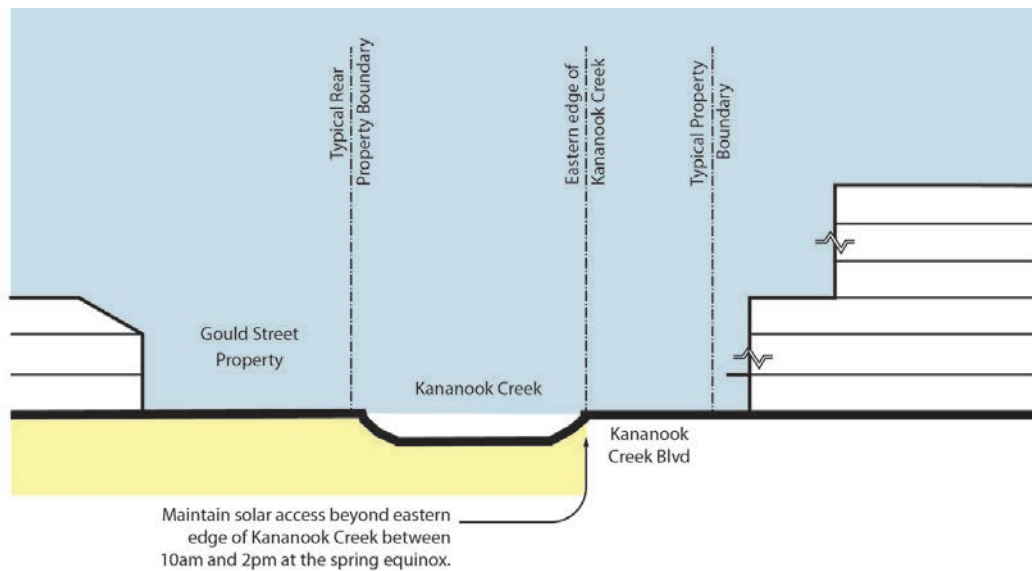 Typical Rear
Property Boundary
Eastern edge of
Kananook Creek
Typical Property
Boundary
Gould Street
Property
Kananook Creek
Kananook
Creek Blvd
Maintain solar access beyond eastern
edge of Kananook Creek between
10am and 2pm at the spring equinox.